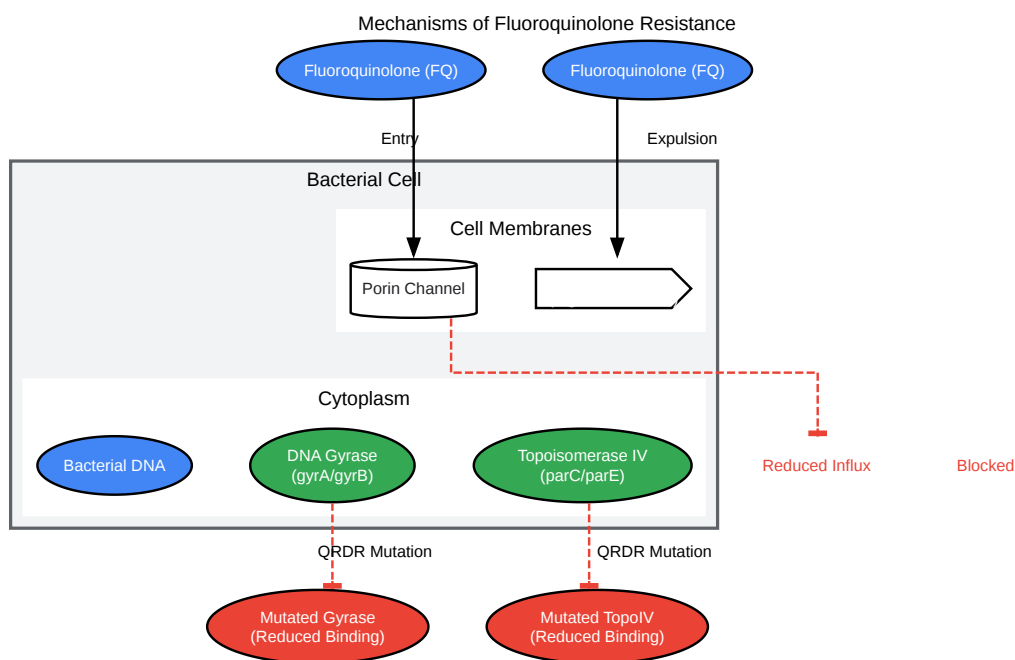 Mechanisms of Fluoroquinolone Resistance
Fluoroquinolone (FQ)
Fluoroquinolone (FQ)
Entry
Expulsion
Bacterial Cell
Cell Membranes
Porin Channel
Cytoplasm
Bacterial DNA
DNA Gyrase
(gyrA/gyrB)
Topoisomerase IV
(parC/parE)
Reduced Influx
Blocked
QRDR Mutation
QRDR Mutation
Mutated Gyrase
(Reduced Binding)
Mutated TopoIV
(Reduced Binding)